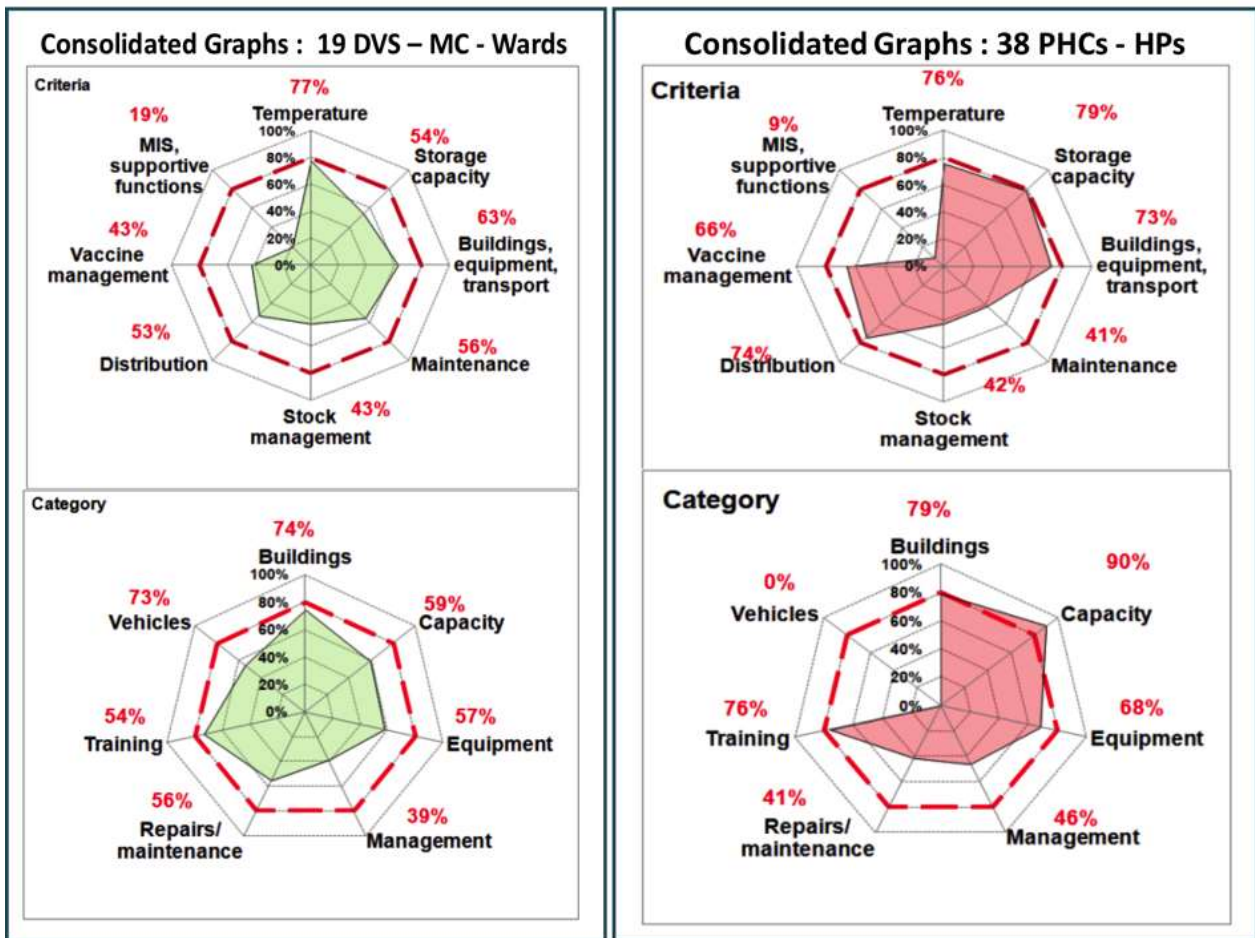 Consolidated Graphs : 19 DVS – MC - Wards
Criteria
77%
Temperature
19%
MIS,
supportive
functions
54%
Storage
capacity
100%
80%
60%
40%
20%
0%
43%
Vaccine
management
63%
Buildings,
equipment,
transport
53%
Distribution
56%
Maintenance
43%
Stock
management
Category
74%
Buildings
73%
Vehicles
59%
Capacity
100%
80%
60%
40%
20%
0%
54%
Training
57%
Equipment
56%
Repairs/
maintenance
39%
Management
Consolidated Graphs : 38 PHCs - HPs
Criteria
76%
Temperature
9%
MIS,
supportive
functions
79%
Storage
capacity
100%
80%
60%
40%
20%
0%
66%
Vaccine
management
73%
Buildings,
equipment,
transport
74%
Distribution
41%
Maintenance
42%
Stock
management
Category
79%
Buildings
0%
Vehicles
90%
Capacity
100%
80%
60%
40%
20%
0%
76%
Training
68%
Equipment
41%
Repairs/
maintenance
46%
Management